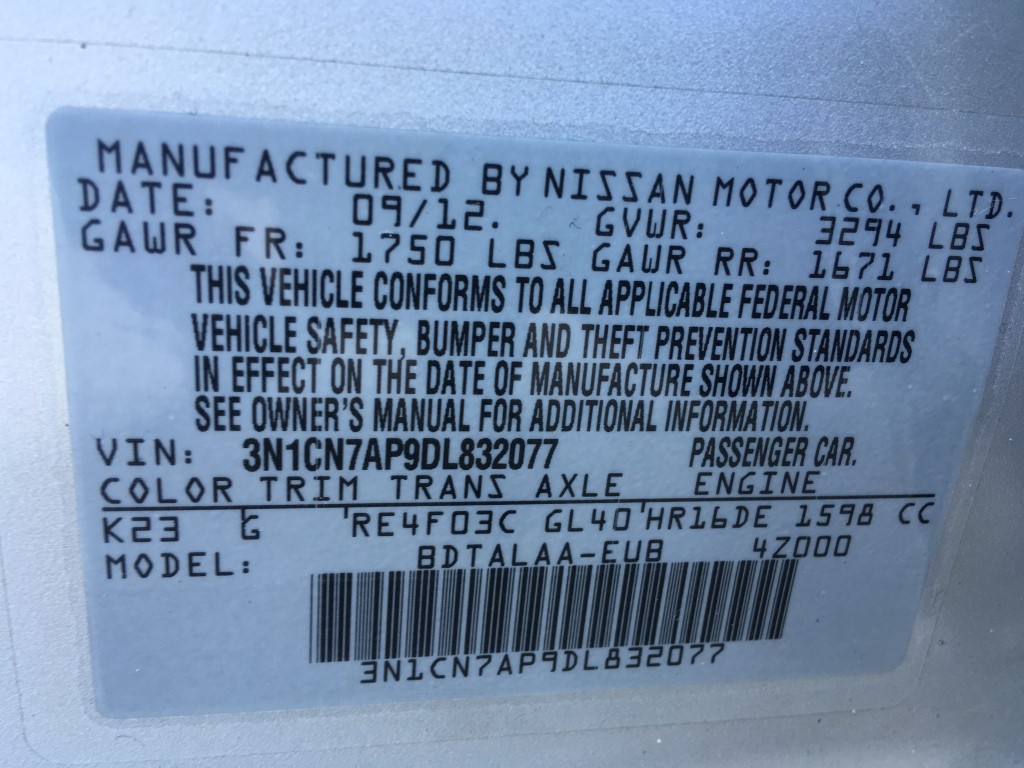 MANUFACTURED BY NISSAN MOTOR CO., LTD.
DATE: 09/12. GVWR: 3294 LBS
GAWR FR: 1750 LBS GAWR RR: 1671 LBS
THIS VEHICLE CONFORMS TO ALL APPLICABLE FEDERAL MOTOR
VEHICLE SAFETY, BUMPER AND THEFT PREVENTION STANDARDS
IN EFFECT ON THE DATE OF MANUFACTURE SHOWN ABOVE.
SEE OWNER'S MANUAL FOR ADDITIONAL INFORMATION.
VIN: 3N1CN7AP9DL832077 PASSENGER CAR.
COLOR TRIM TRANS AXLE ENGINE
K23 G RE4F03C GL40 HR16DE 1598 CC
MODEL: BDTALAA-EUB 4Z000
3N1CN7AP9DL832077